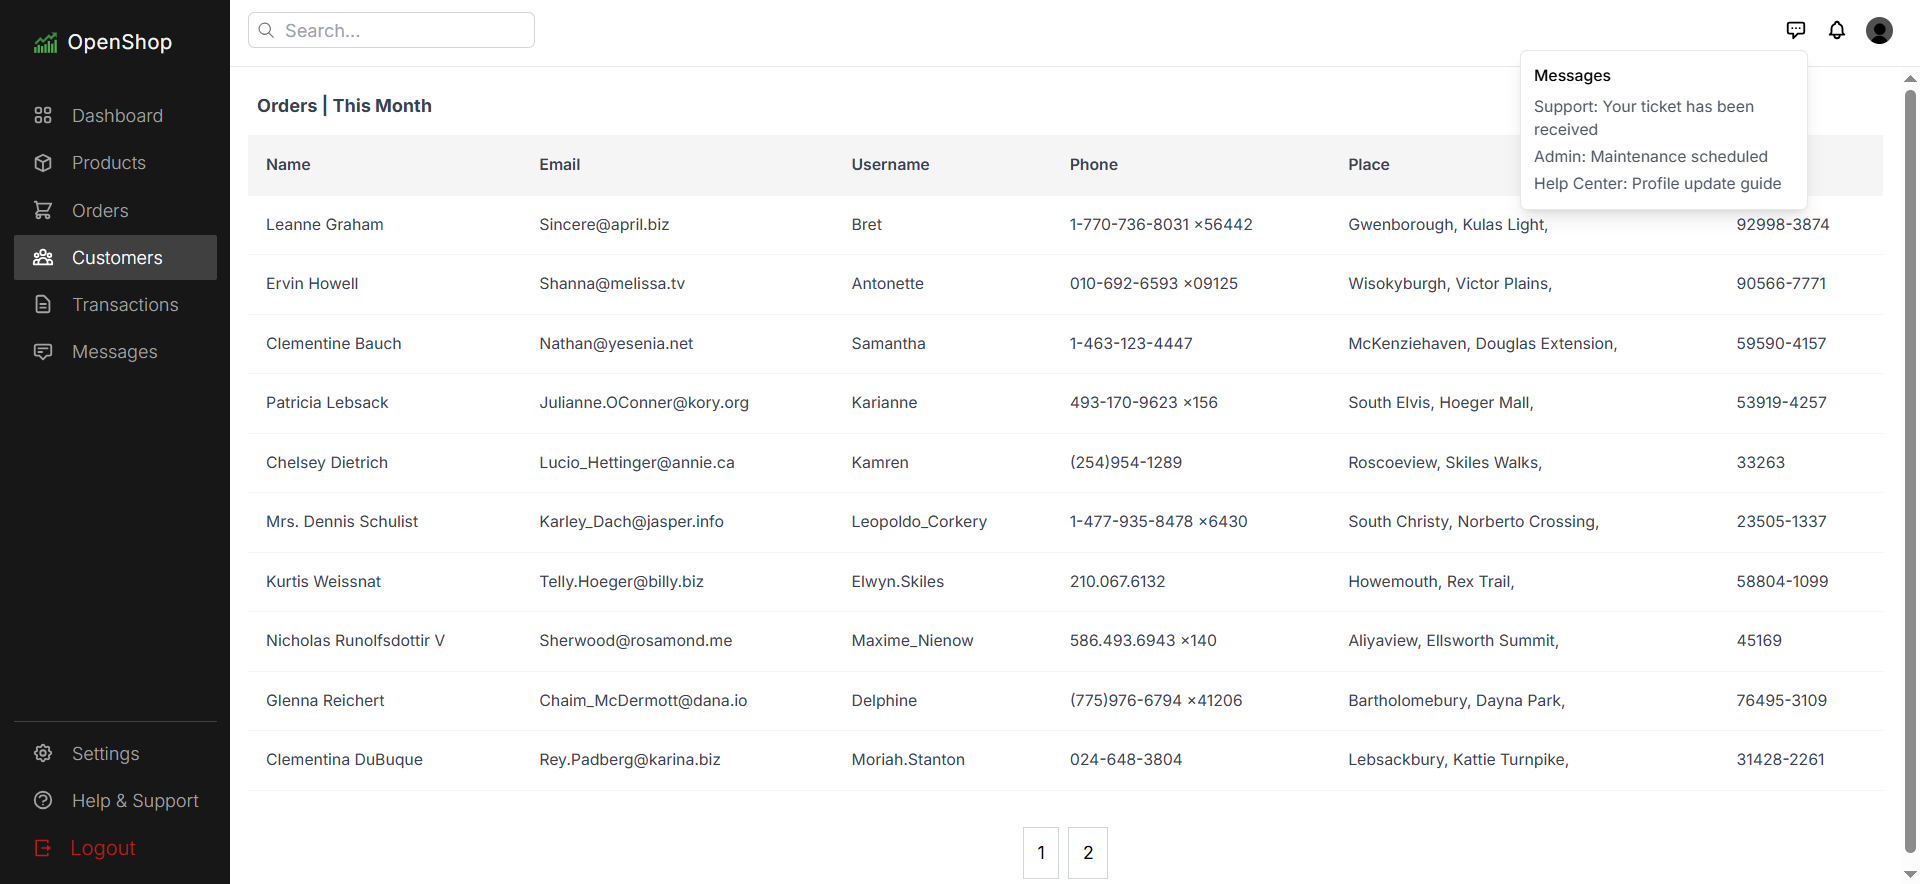 OpenShop
Dashboard
Products
Orders
Customers
Transactions
Messages
Settings
Help & Support
Logout
Search...
Messages
Support: Your ticket has been
received
Admin: Maintenance scheduled
Help Center: Profile update guide
Orders | This Month
Name Email Username Phone Place
Leanne Graham Sincere@april.biz Bret 1-770-736-8031 x56442 Gwenborough, Kulas Light, 92998-3874
Ervin Howell Shanna@melissa.tv Antonette 010-692-6593 x09125 Wisokyburgh, Victor Plains, 90566-7771
Clementine Bauch Nathan@yesenia.net Samantha 1-463-123-4447 McKenziehaven, Douglas Extension, 59590-4157
Patricia Lebsack Julianne.OConner@kory.org Karianne 493-170-9623 x156 South Elvis, Hoeger Mall, 53919-4257
Chelsey Dietrich Lucio_Hettinger@annie.ca Kamren (254)954-1289 Roscoeview, Skiles Walks, 33263
Mrs. Dennis Schulist Karley_Dach@jasper.info Leopoldo_Corkery 1-477-935-8478 x6430 South Christy, Norberto Crossing, 23505-1337
Kurtis Weissnat Telly.Hoeger@billy.biz Elwyn.Skiles 210.067.6132 Howemouth, Rex Trail, 58804-1099
Nicholas Runolfsdottir V Sherwood@rosamond.me Maxime_Nienow 586.493.6943 x140 Aliyaview, Ellsworth Summit, 45169
Glenna Reichert Chaim_McDermott@dana.io Delphine (775)976-6794 x41206 Bartholomebury, Dayna Park, 76495-3109
Clementina DuBuque Rey.Padberg@karina.biz Moriah.Stanton 024-648-3804 Lebsackbury, Kattie Turnpike, 31428-2261
1 2